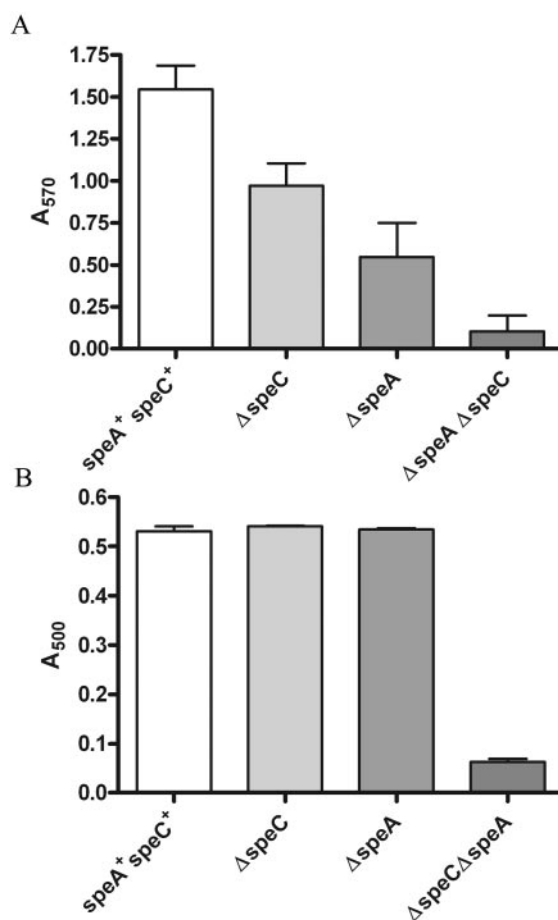 A
1.75
1.50
1.25
1.00
0.75
0.50
0.25
0.00
A570
speA+ speC+
ΔspeC
ΔspeA
ΔspeA ΔspeC
B
0.6
0.5
0.4
0.3
0.2
0.1
0.0
A500
speA+ speC+
ΔspeC
ΔspeA
ΔspeCΔspeA